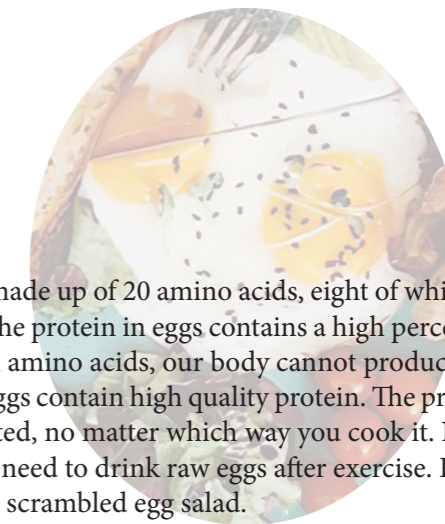 made up of 20 amino acids, eight of whi
he protein in eggs contains a high perce
amino acids, our body cannot produc
ggs contain high quality protein. The pr
ted, no matter which way you cook it.
need to drink raw eggs after exercise.
scrambled egg salad.